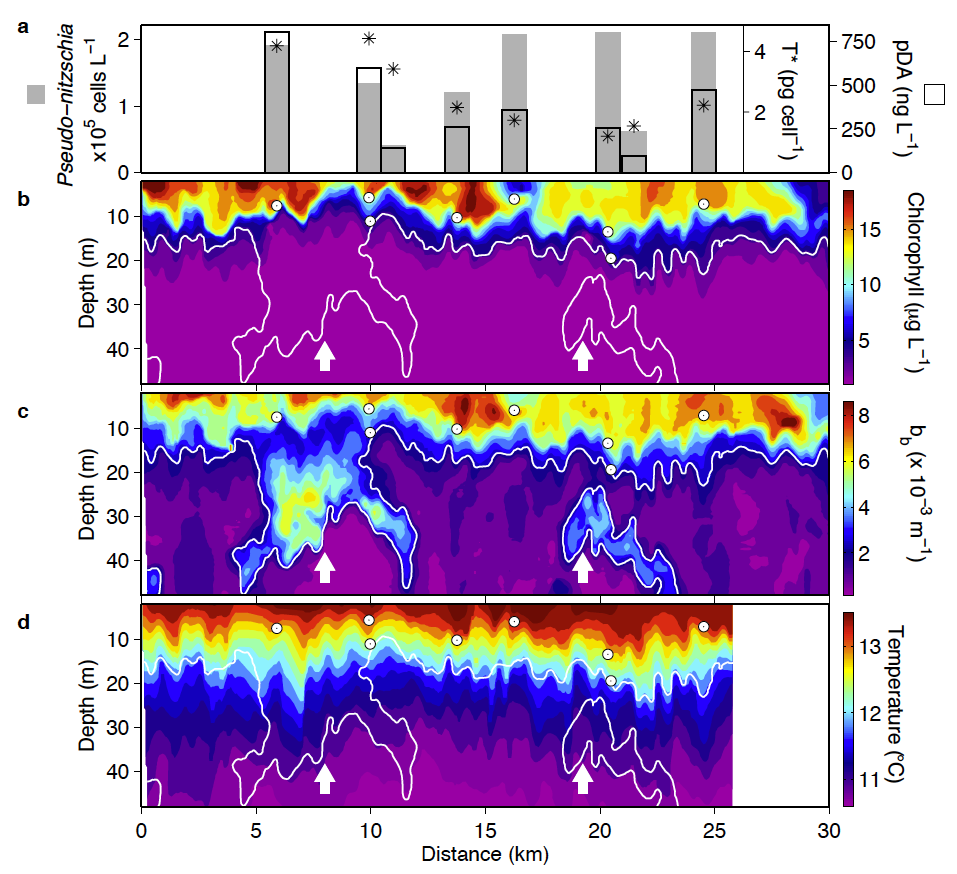 a
Pseudo−nitzschia
x10⁵ cells L⁻¹
2
1
0
4
2
T* (pg cell⁻¹)
750
500
250
0
pDA (ng L⁻¹)
b
Depth (m)
10
20
30
40
15
10
5
Chlorophyll (µg L⁻¹)
c
Depth (m)
10
20
30
40
8
6
4
2
b_b (x 10⁻³ m⁻¹)
d
Depth (m)
10
20
30
40
13
12
11
Temperature (°C)
0 5 10 15 20 25 30
Distance (km)